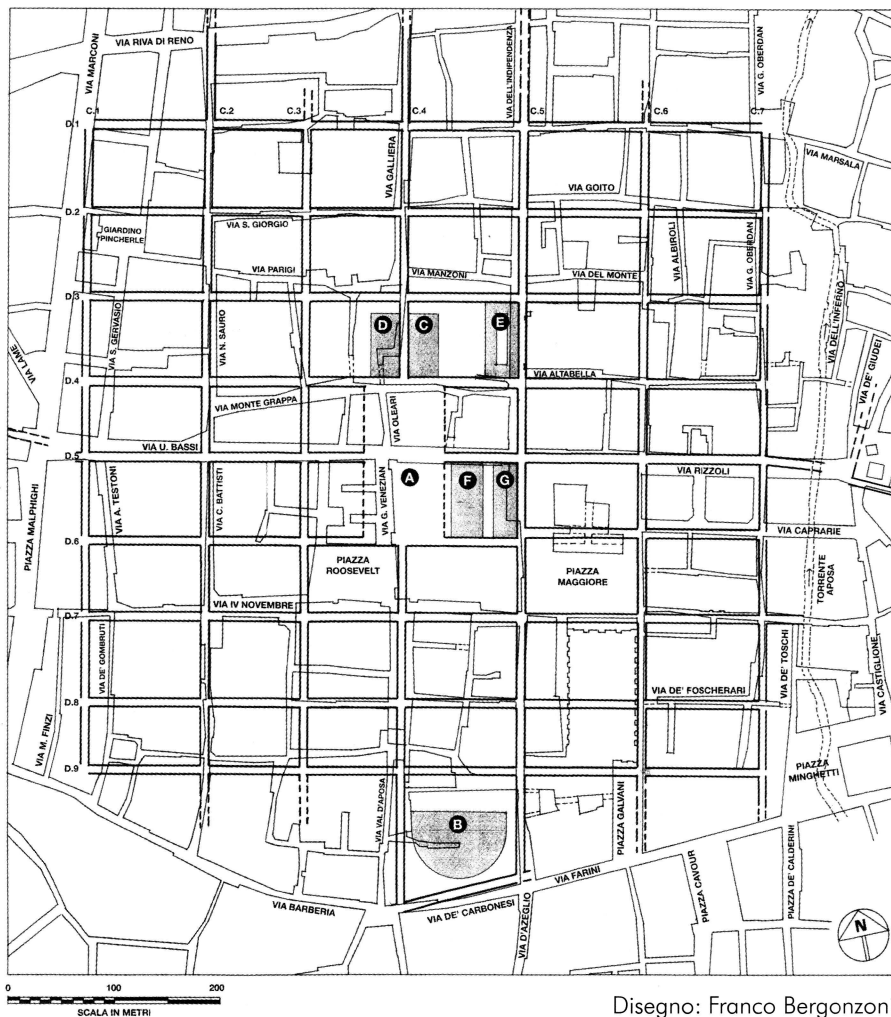 VIA RIVA DI RENO
VIA MARCONI
VIA DELL'INDIPENDENZA
VIA G. OBERDAN
C.1
C.2
C.3
C.4
C.5
C.6
C.7
D.1
VIA GALLIERA
VIA MARSALA
VIA GOITO
D.2
GIARDINO
PINCHERLE
VIA S. GIORGIO
VIA ALBIROLI
VIA G. OBERDAN
VIA PARIGI
VIA MANZONI
VIA DEL MONTE
D.3
VIA S. GERVASIO
VIA N. SAURO
D
C
E
VIA DELL'INFERNO
VIA LAME
VIA DE' GIUDEI
D.4
VIA ALTABELLA
VIA MONTE GRAPPA
VIA OLEARI
VIA U. BASSI
D.5
A
F
G
VIA RIZZOLI
PIAZZA MALPHIGHI
VIA A. TESTONI
VIA C. BATTISTI
VIA G. VENEZIAN
VIA CAPRARIE
D.6
PIAZZA
ROOSEVELT
PIAZZA
MAGGIORE
TORRENTE
APOSA
VIA IV NOVEMBRE
D.7
VIA DE' GOMBRUTI
VIA DE' TOSCHI
VIA CASTIGLIONE
VIA DE' FOSCHERARI
D.8
VIA M. FINZI
D.9
PIAZZA
MINGHETTI
VIA VAL D'APOSA
B
PIAZZA GALVANI
VIA FARINI
PIAZZA CAVOUR
PIAZZA DE' CALDERINI
VIA BARBERIA
VIA DE' CARBONESI
VIA D'AZEGLIO
N
0
100
200
SCALA IN METRI
Disegno: Franco Bergonzon